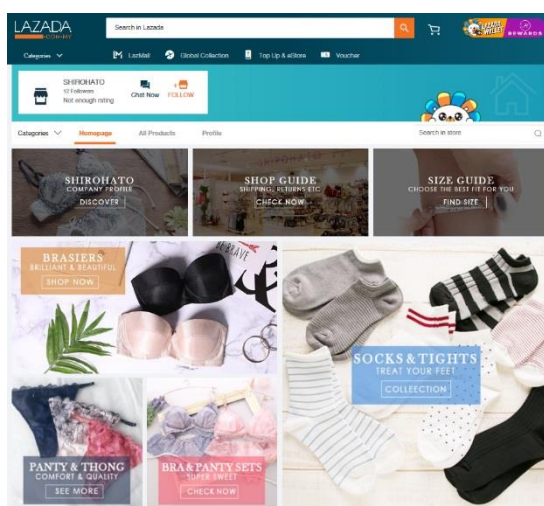 LAZADA
.COM.MY
Search in Lazada
LAZADA WALLET
REWARDS
Categories
LazMall
Global Collection
Top Up & eStore
Voucher
SHIROHATO
12 Followers
Not enough rating
Chat Now
FOLLOW
Categories
Homepage
All Products
Profile
Search in store
SHIROHATO
COMPANY PROFILE
DISCOVER
SHOP GUIDE
SHIPPING, RETURNS ETC
CHECK NOW
SIZE GUIDE
CHOOSE THE BEST FIT FOR YOU
FIND SIZE
BRASIERS
BRILLIANT & BEAUTIFUL
SHOP NOW
BE BRAVE
SOCKS & TIGHTS
TREAT YOUR FEET
COLLEECTION
PANTY & THONG
COMFORT & QUALITY
SEE MORE
BRA & PANTY SETS
SUPER SWEET
CHECK NOW